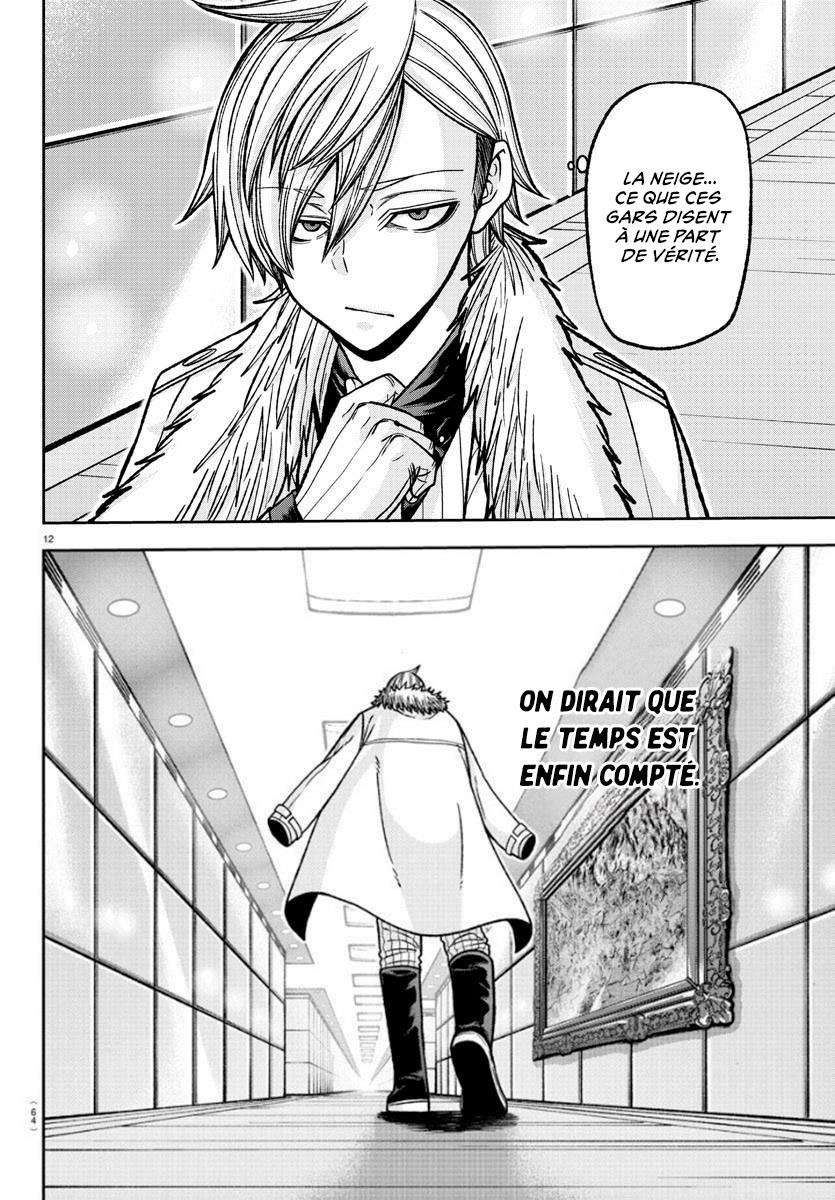 LA NEIGE...
CE QUE CES
GARS DISENT
À UNE PART
DE VÉRITÉ.
12
ON DIRAIT QUE
LE TEMPS EST
ENFIN COMPTÉ.
(64)